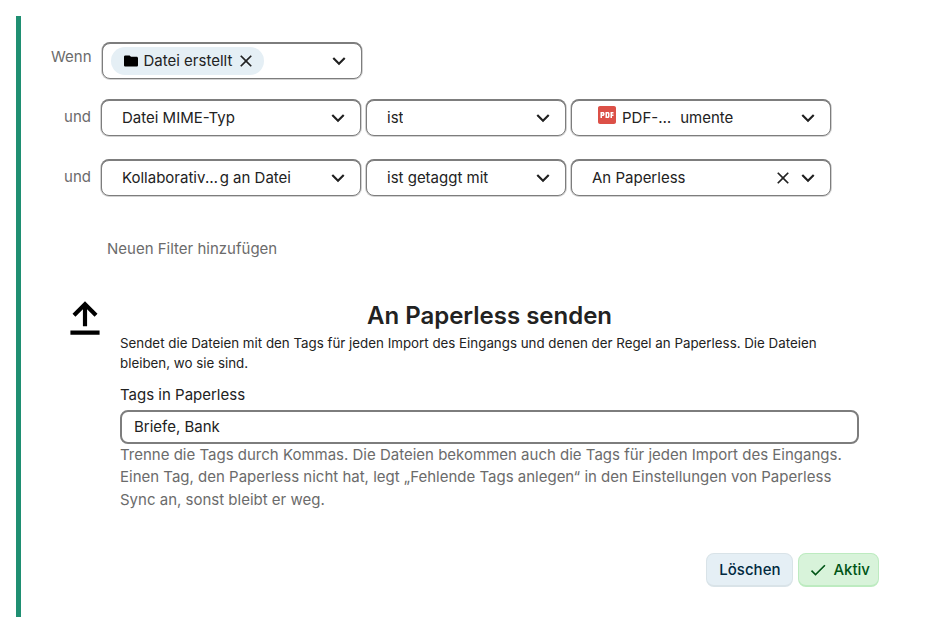 Wenn Datei erstellt
und Datei MIME-Typ ist PDF PDF-... umente
und Kollaborativ...g an Datei ist getaggt mit An Paperless
Neuen Filter hinzufügen
An Paperless senden
Sendet die Dateien mit den Tags für jeden Import des Eingangs und denen der Regel an Paperless. Die Dateien
bleiben, wo sie sind.
Tags in Paperless
Briefe, Bank
Trenne die Tags durch Kommas. Die Dateien bekommen auch die Tags für jeden Import des Eingangs.
Einen Tag, den Paperless nicht hat, legt „Fehlende Tags anlegen“ in den Einstellungen von Paperless
Sync an, sonst bleibt er weg.
Löschen Aktiv